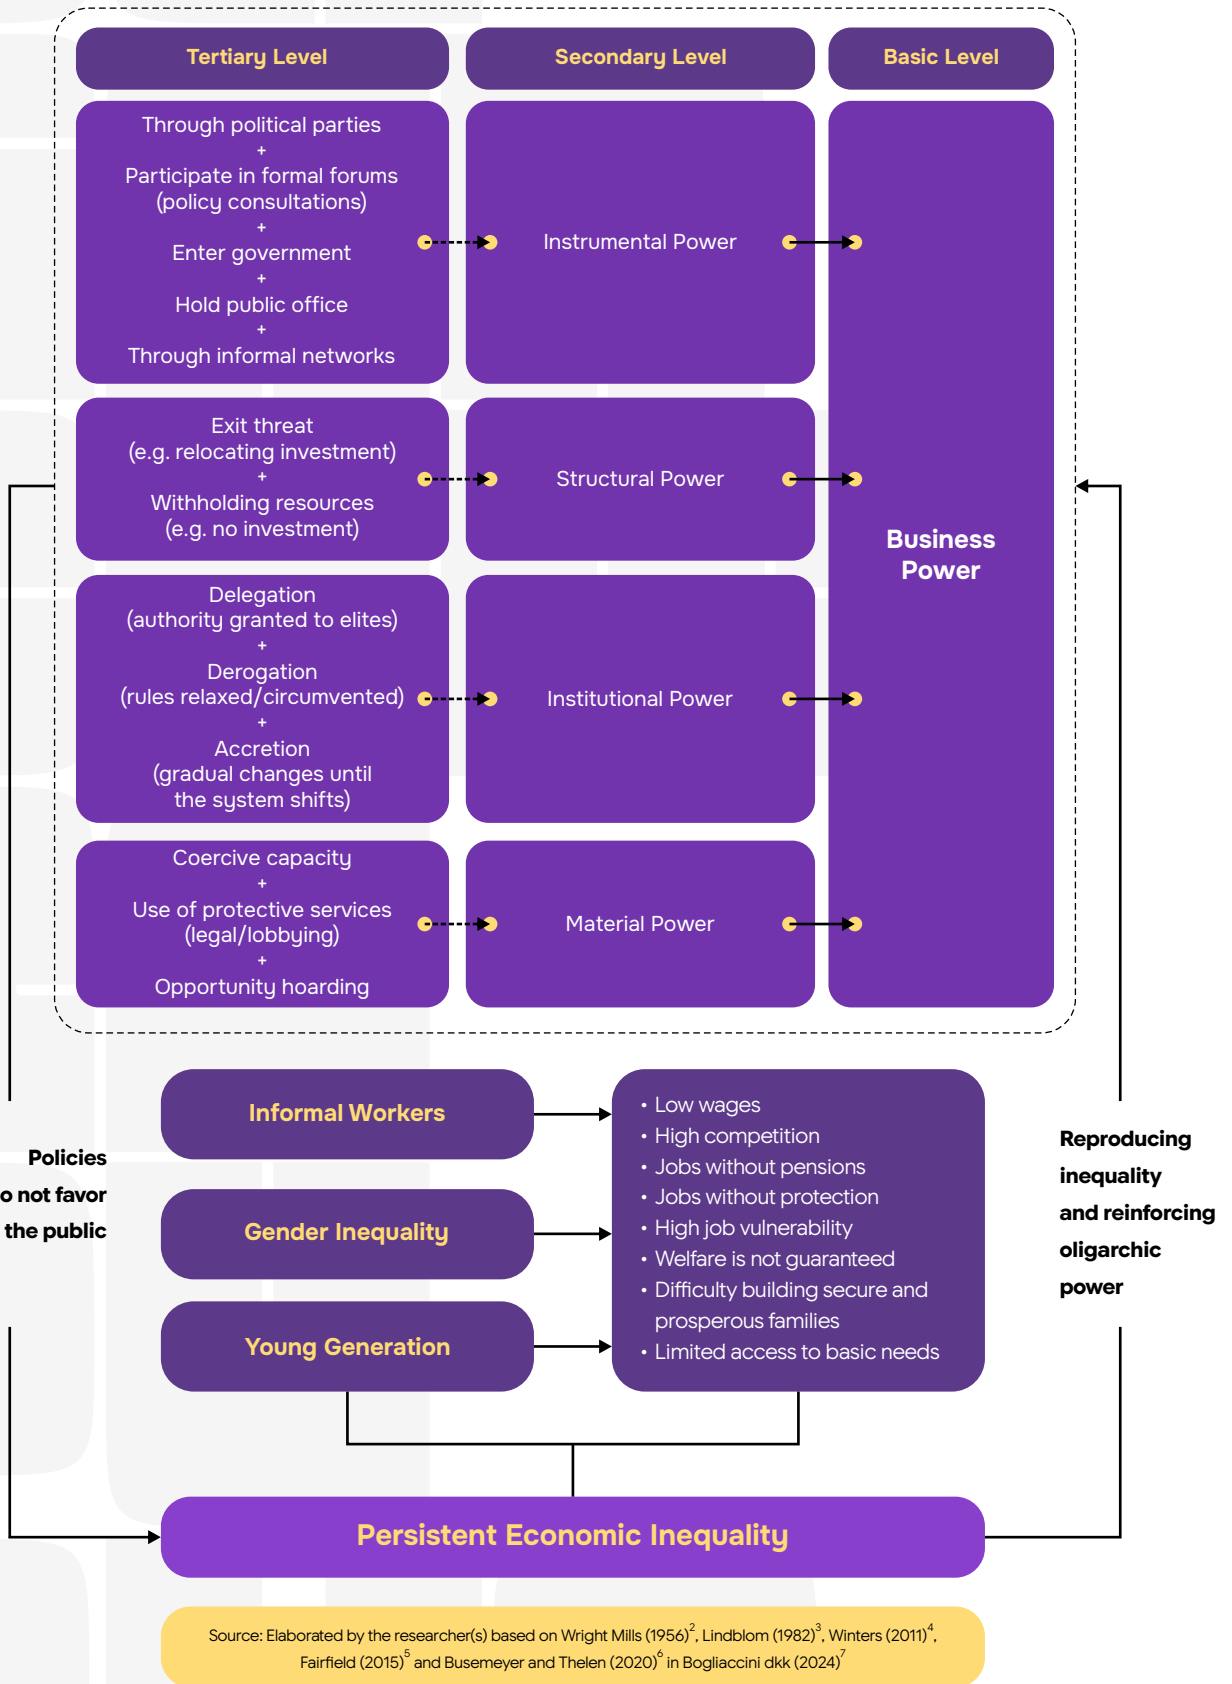 Tertiary Level
Secondary Level
Basic Level
Through political parties
+
Participate in formal forums
(policy consultations)
+
Enter government
+
Hold public office
+
Through informal networks
Instrumental Power
Exit threat
(e.g. relocating investment)
+
Withholding resources
(e.g. no investment)
Structural Power
Delegation
(authority granted to elites)
+
Derogation
(rules relaxed/circumvented)
+
Accretion
(gradual changes until
the system shifts)
Institutional Power
Coercive capacity
+
Use of protective services
(legal/lobbying)
+
Opportunity hoarding
Material Power
Business
Power
Policies
o not favor
the public
Informal Workers
Gender Inequality
Young Generation
• Low wages
• High competition
• Jobs without pensions
• Jobs without protection
• High job vulnerability
• Welfare is not guaranteed
• Difficulty building secure and
prosperous families
• Limited access to basic needs
Reproducing
inequality
and reinforcing
oligarchic
power
Persistent Economic Inequality
Source: Elaborated by the researcher(s) based on Wright Mills (1956)2, Lindblom (1982)3, Winters (2011)4,
Fairfield (2015)5 and Busemeyer and Thelen (2020)6 in Bogliaccini dkk (2024)7